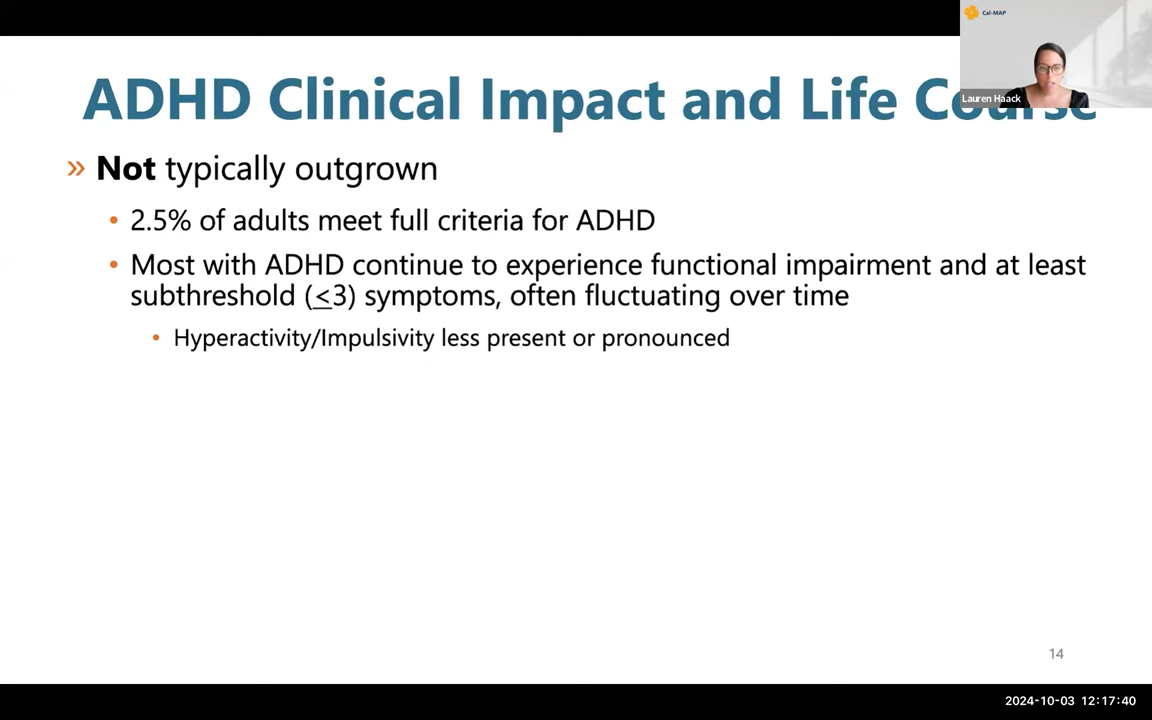 Cal-MAP
Lauren Haack
ADHD Clinical Impact and Life Course
» Not typically outgrown
• 2.5% of adults meet full criteria for ADHD
• Most with ADHD continue to experience functional impairment and at least
subthreshold (<3) symptoms, often fluctuating over time
• Hyperactivity/Impulsivity less present or pronounced
14
2024-10-03 12:17:40